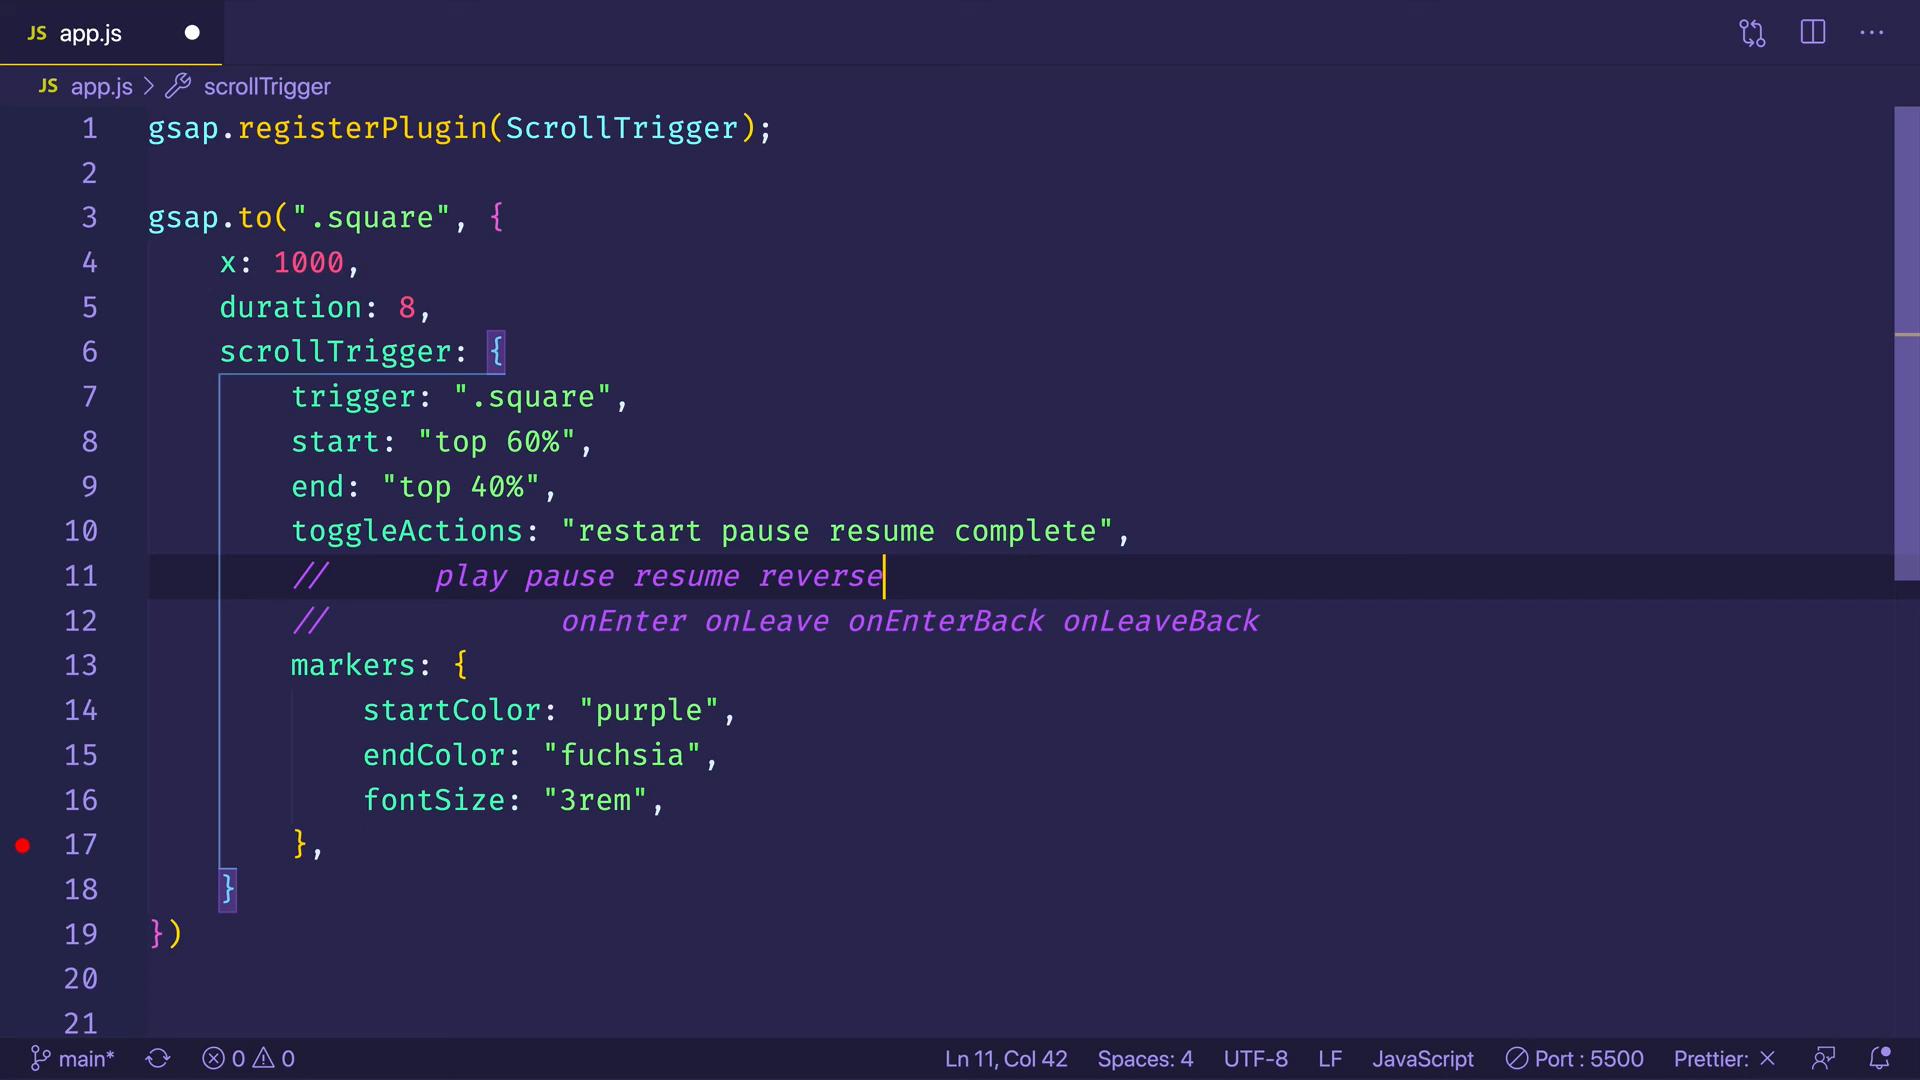 JS app.js
JS app.js > scrollTrigger
1 gsap.registerPlugin(ScrollTrigger);
2
3 gsap.to(".square", {
4 x: 1000,
5 duration: 8,
6 scrollTrigger: {
7 trigger: ".square",
8 start: "top 60%",
9 end: "top 40%",
10 toggleActions: "restart pause resume complete",
11 // play pause resume reverse
12 // onEnter onLeave onEnterBack onLeaveBack
13 markers: {
14 startColor: "purple",
15 endColor: "fuchsia",
16 fontSize: "3rem",
17 },
18 }
19 })
20
21
main* 0 0 Ln 11, Col 42 Spaces: 4 UTF-8 LF JavaScript Port : 5500 Prettier: ×